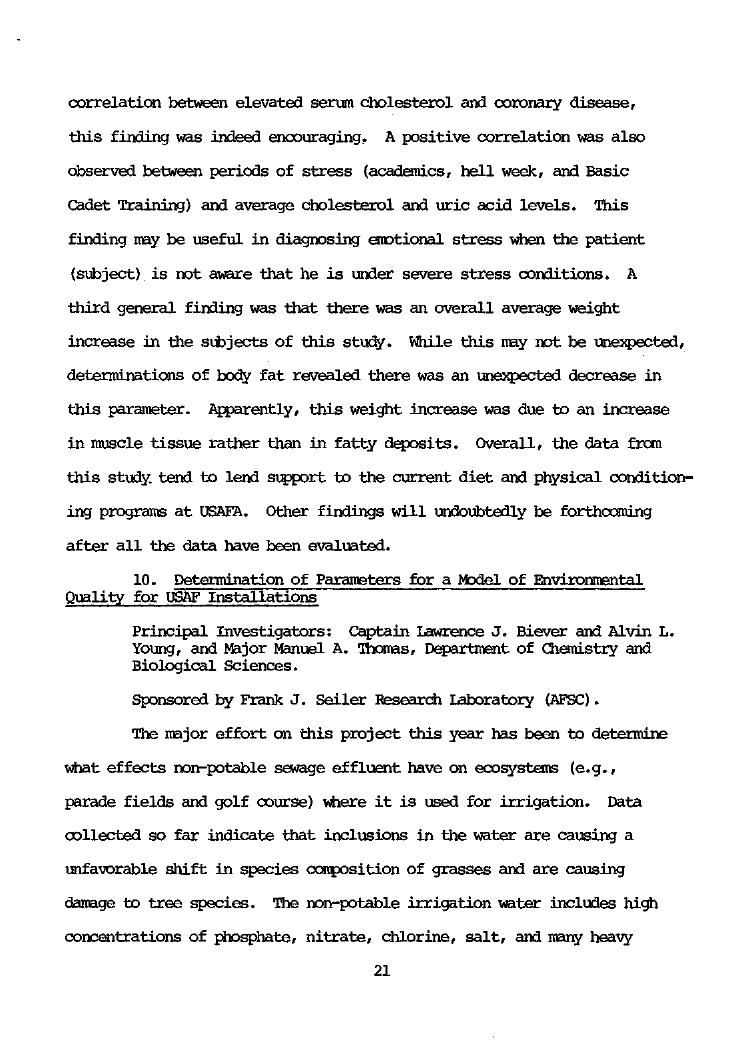 correlation between elevated serum cholesterol and coronary disease,
this finding was indeed encouraging. A positive correlation was also
observed between periods of stress (academics, hell week, and Basic
Cadet Training) and average cholesterol and uric acid levels. This
finding may be useful in diagnosing emotional stress when the patient
(subject) is not aware that he is under severe stress conditions. A
third general finding was that there was an overall average weight
increase in the subjects of this study. While this may not be unexpected,
determinations of body fat revealed there was an unexpected decrease in
this parameter. Apparently, this weight increase was due to an increase
in muscle tissue rather than in fatty deposits. Overall, the data from
this study tend to lend support to the current diet and physical condition-
ing programs at USAFA. Other findings will undoubtedly be forthcoming
after all the data have been evaluated.
10. Determination of Parameters for a Model of Environmental
Quality for USAF Installations
Principal Investigators: Captain Lawrence J. Biever and Alvin L.
Young, and Major Manuel A. Thomas, Department of Chemistry and
Biological Sciences.
Sponsored by Frank J. Seiler Research Laboratory (AFSC).
The major effort on this project this year has been to determine
what effects non-potable sewage effluent have on ecosystems (e.g.,
parade fields and golf course) where it is used for irrigation. Data
collected so far indicate that inclusions in the water are causing a
unfavorable shift in species composition of grasses and are causing
damage to tree species. The non-potable irrigation water includes high
concentrations of phosphate, nitrate, chlorine, salt, and many heavy
21